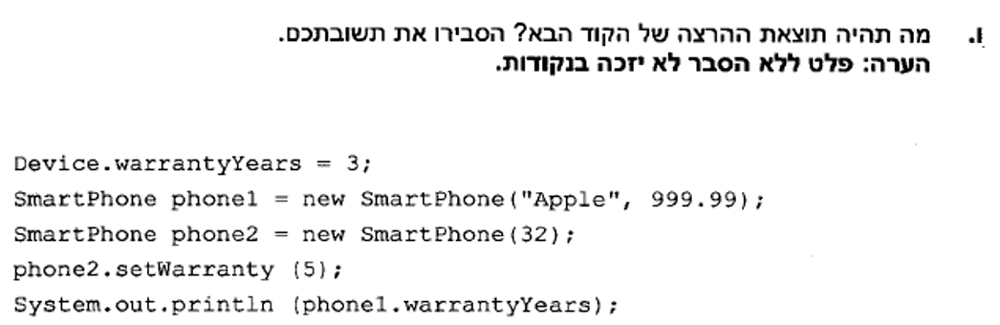 ו. מה תהיה תוצאת ההרצה של הקוד הבא? הסבירו את תשובתכם.
הערה: פלט ללא הסבר לא יזכה בנקודות.
Device.warrantyYears = 3;
SmartPhone phone1 = new SmartPhone("Apple", 999.99);
SmartPhone phone2 = new SmartPhone(32);
phone2.setWarranty (5);
System.out.println (phone1.warrantyYears);